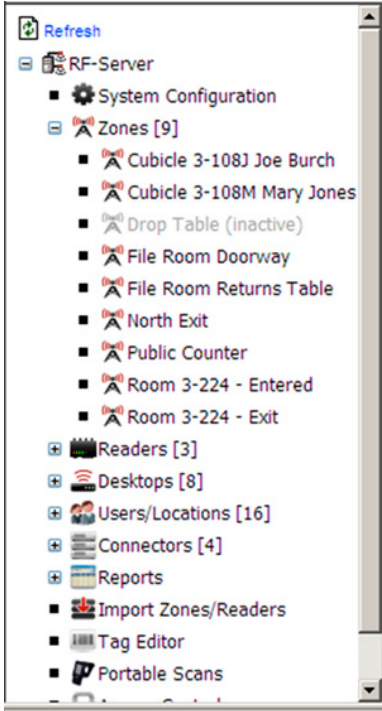 Refresh
RF-Server
System Configuration
Zones [9]
Cubicle 3-108J Joe Burch
Cubicle 3-108M Mary Jones
Drop Table (inactive)
File Room Doorway
File Room Returns Table
North Exit
Public Counter
Room 3-224 - Entered
Room 3-224 - Exit
Readers [3]
Desktops [8]
Users/Locations [16]
Connectors [4]
Reports
Import Zones/Readers
Tag Editor
Portable Scans